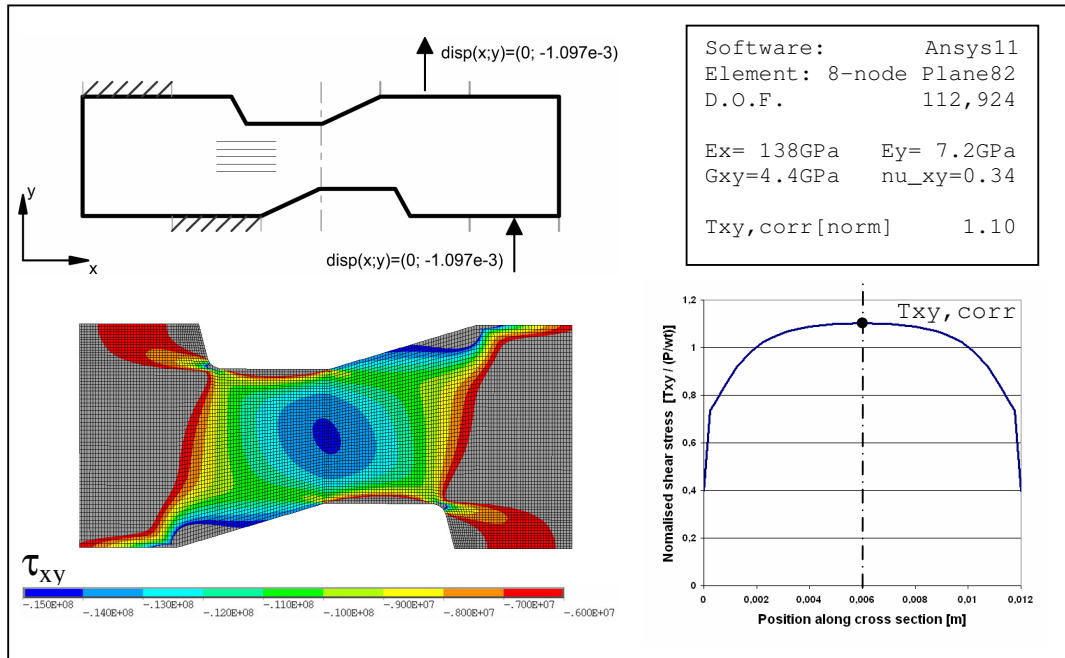 disp(x;y)=(0; -1.097e-3)
y
x
disp(x;y)=(0; -1.097e-3)
Software: Ansys11
Element: 8-node Plane82
D.O.F. 112,924
Ex= 138GPa Ey= 7.2GPa
Gxy=4.4GPa nu_xy=0.34
Txy,corr[norm] 1.10
τxy
-.150E+08 -.140E+08 -.130E+08 -.120E+08 -.110E+08 -.100E+08 -.900E+07 -.800E+07 -.700E+07 -.600E+07
Txy,corr
Nomalised shear stress [Txy / (P/wt)]
1,2
1
0,8
0,6
0,4
0,2
0
0 0,002 0,004 0,006 0,008 0,01 0,012
Position along cross section [m]